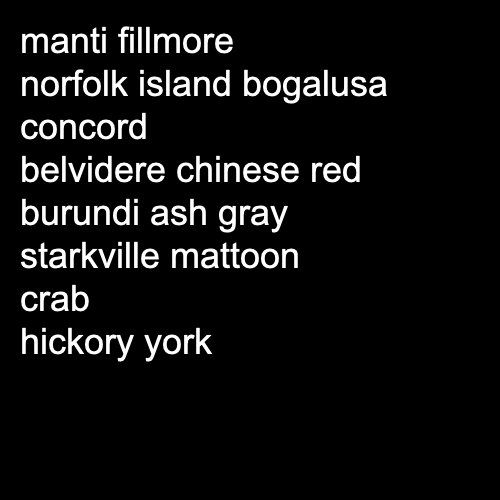 manti fillmore
norfolk island bogalusa
concord
belvidere chinese red
burundi ash gray
starkville mattoon
crab
hickory york